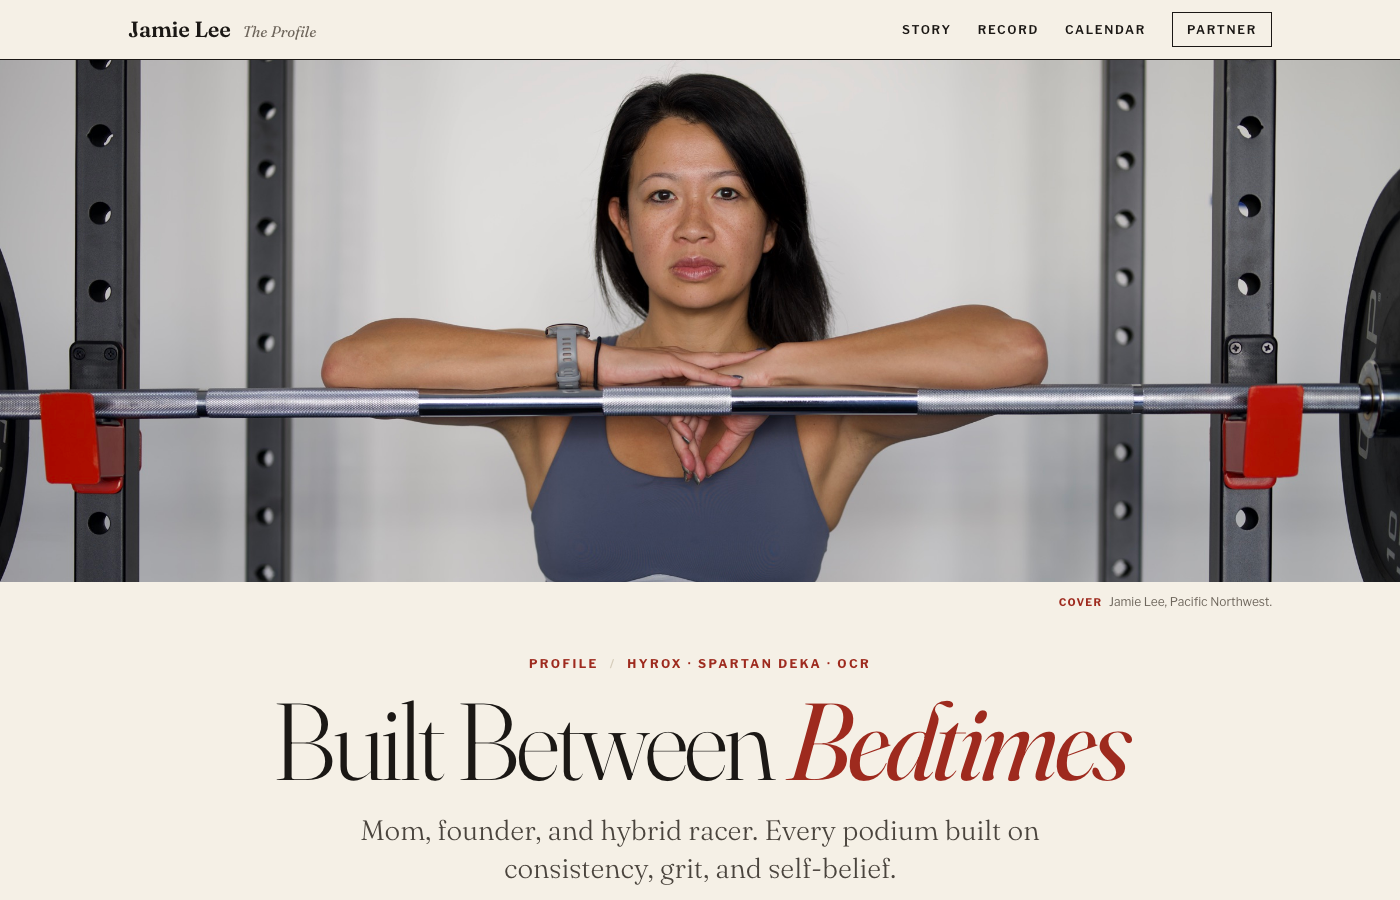 Jamie Lee The Profile
STORY RECORD CALENDAR PARTNER
COVER Jamie Lee, Pacific Northwest.
PROFILE / HYROX · SPARTAN DEKA · OCR
Built Between Bedtimes
Mom, founder, and hybrid racer. Every podium built on
consistency, grit, and self-belief.